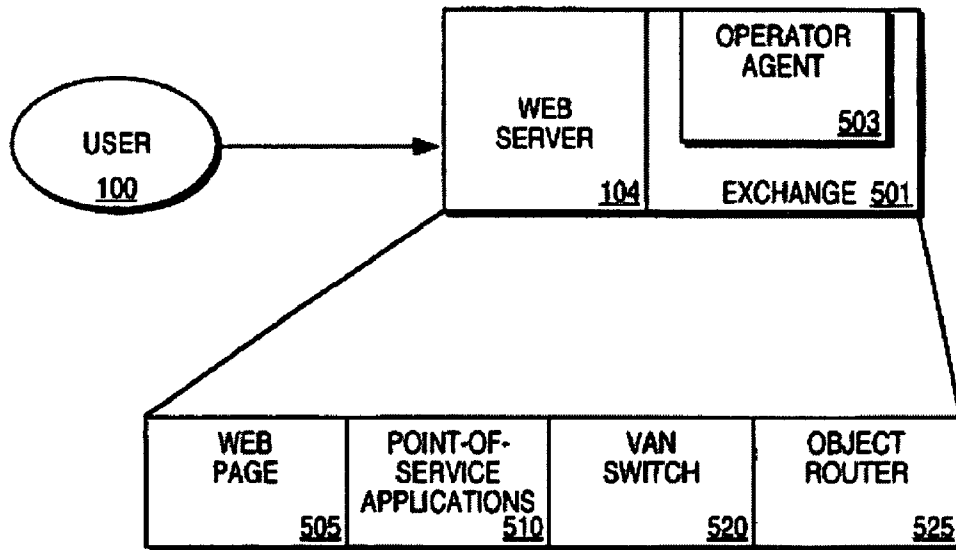 USER
100
WEB
SERVER
104
OPERATOR
AGENT
503
EXCHANGE 501
WEB
PAGE
505
POINT-OF-
SERVICE
APPLICATIONS
510
VAN
SWITCH
520
OBJECT
ROUTER
525